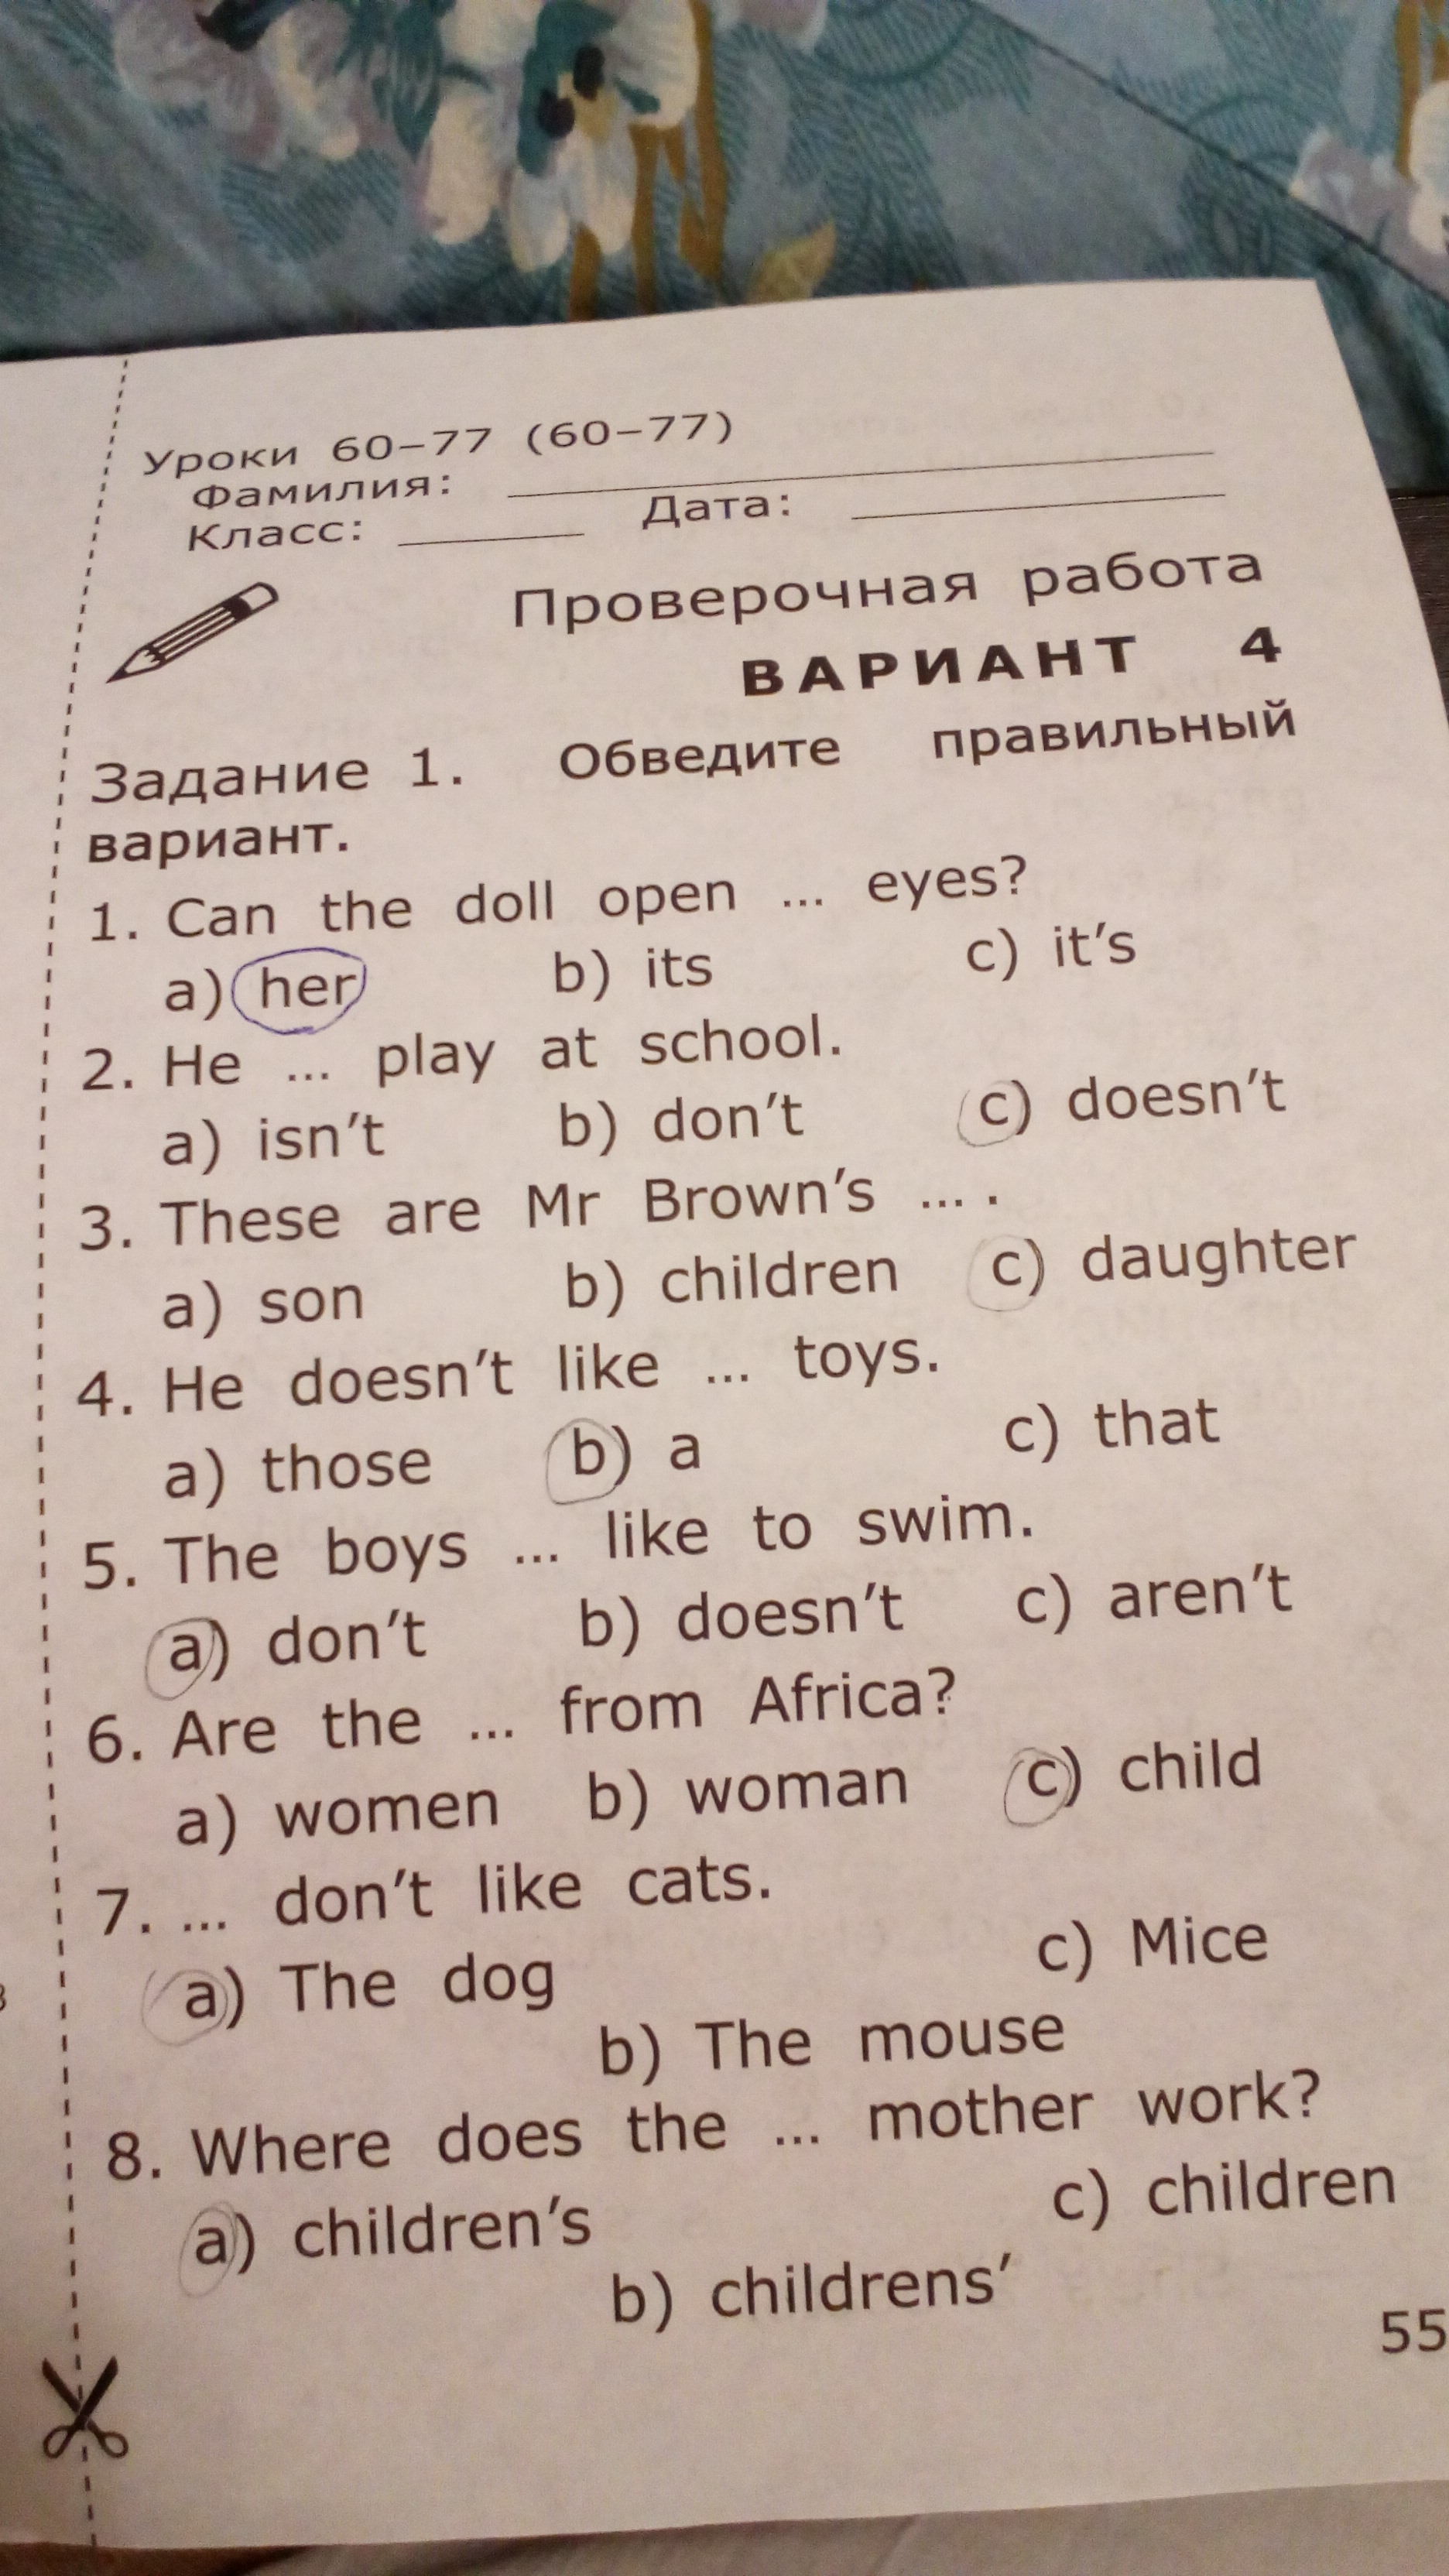 Уроки 60–77 (60–77)
Фамилия:
Класс: Дата:
Проверочная работа
ВАРИАНТ 4
Задание 1. Обведите правильный
вариант.
1. Can the doll open ... eyes?
a) her b) its c) it's
2. He ... play at school.
a) isn't b) don't c) doesn't
3. These are Mr Brown's ... .
a) son b) children c) daughter
4. He doesn't like ... toys.
a) those b) a c) that
5. The boys ... like to swim.
a) don't b) doesn't c) aren't
6. Are the ... from Africa?
a) women b) woman c) child
7. ... don't like cats.
a) The dog c) Mice
b) The mouse
8. Where does the ... mother work?
a) children's c) children
b) childrens'
55